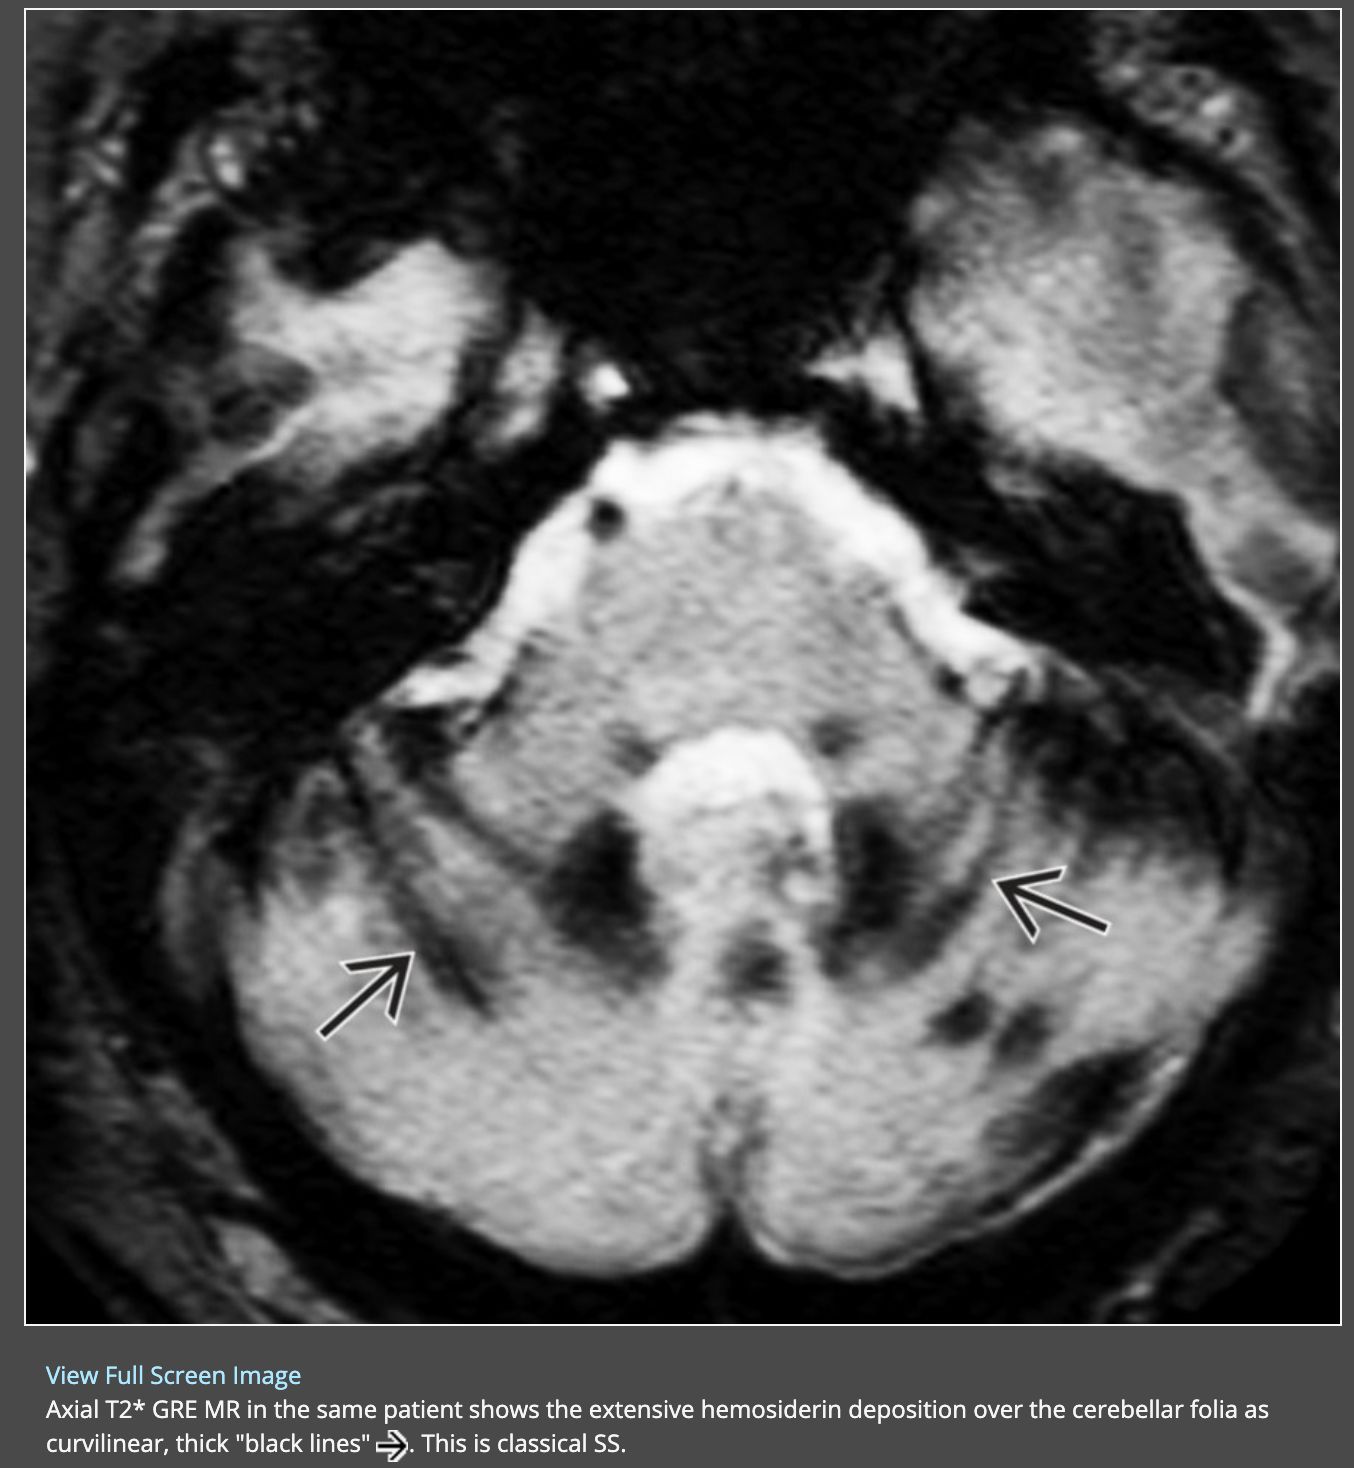 View Full Screen Image
Axial T2* GRE MR in the same patient shows the extensive hemosiderin deposition over the cerebellar folia as
curvilinear, thick "black lines" . This is classical SS.